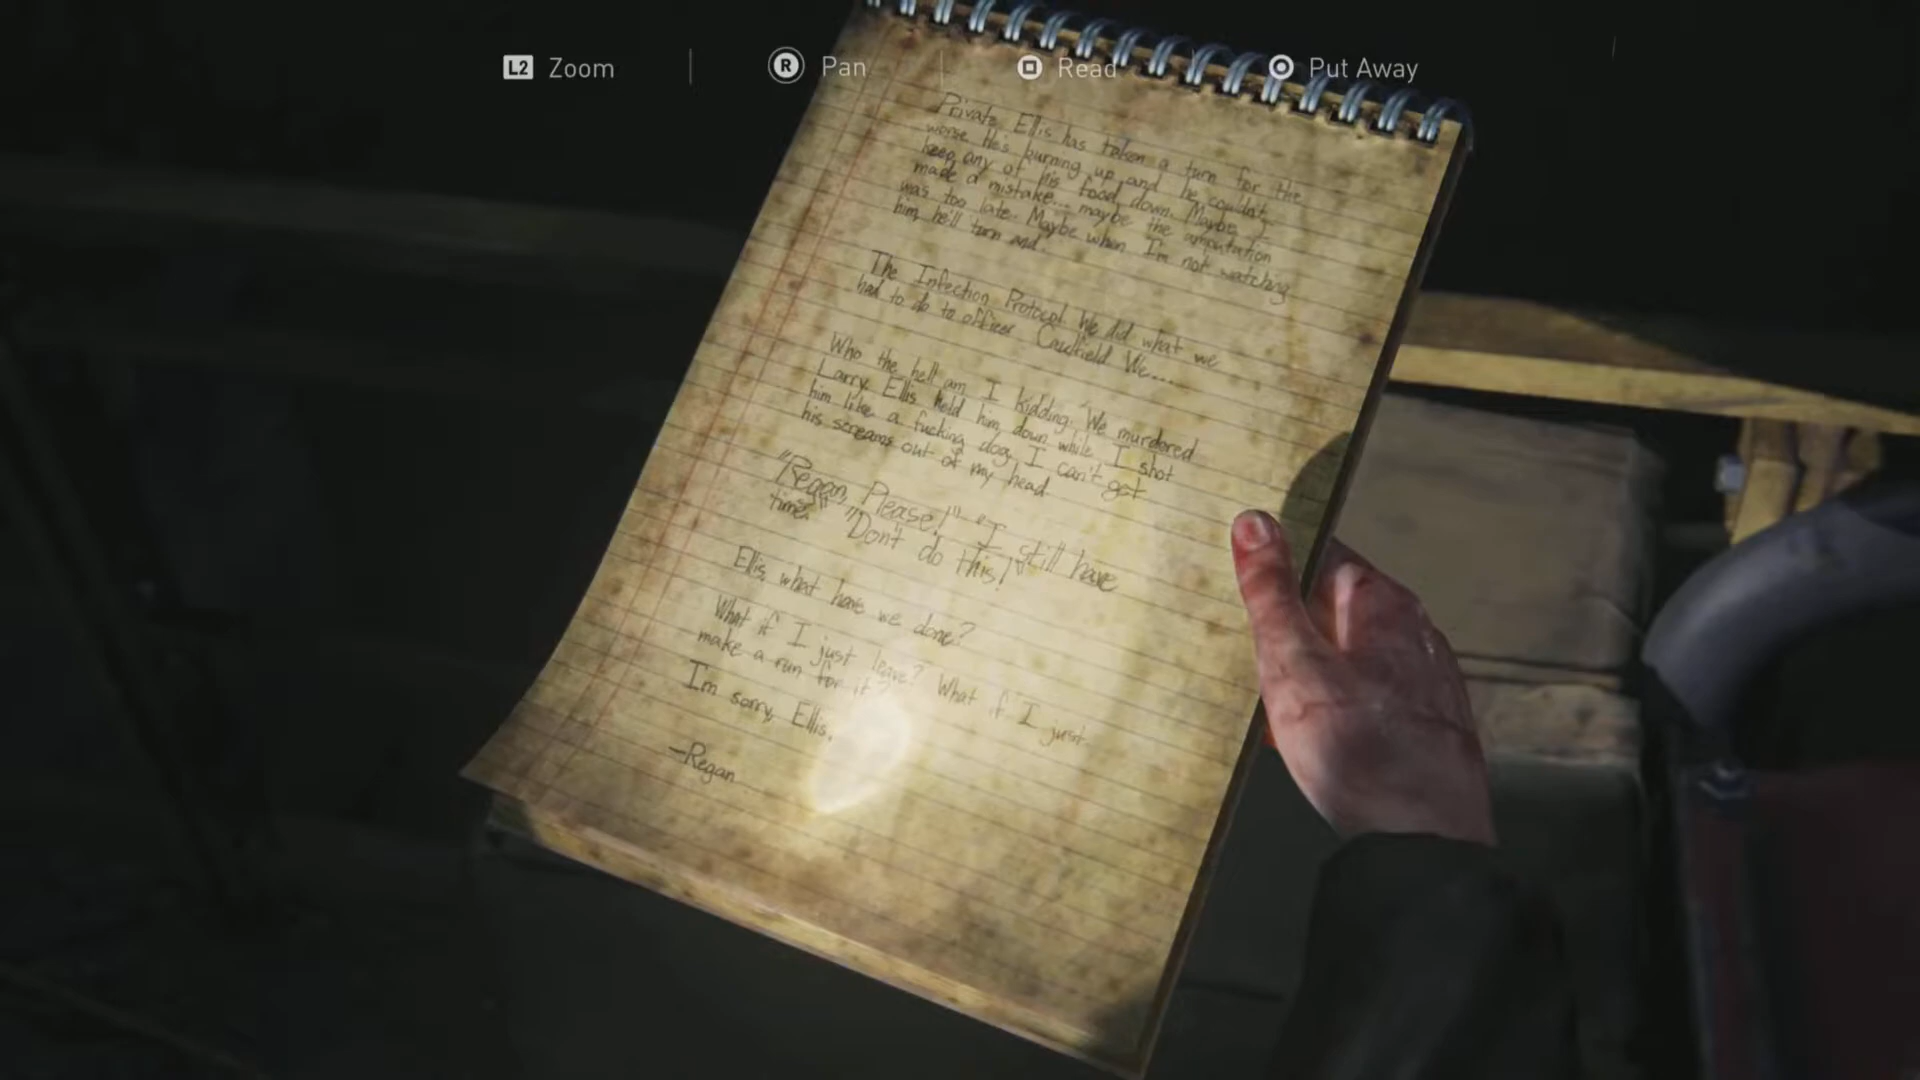 L2 Zoom
R Pan
Read
Put Away
Private Ellis has taken a turn for the
worse. He's burning up and he couldn't
keep any of his food down. Maybe I
made a mistake... maybe the amputation
was too late. Maybe when I'm not watching
him, he'll turn and...
The Infection Protocol. We did what we
had to do to officer Caulfield. We....
Who the hell am I kidding. We murdered
Larry. Ellis held him down while I shot
him like a fucking dog. I can't get
his screams out of my head.
"Regan, Please!" "I still have
time." "Don't do this!"
Ellis, what have we done?
What if I just leave? What if I just
make a run for it?
I'm sorry, Ellis.
-Regan